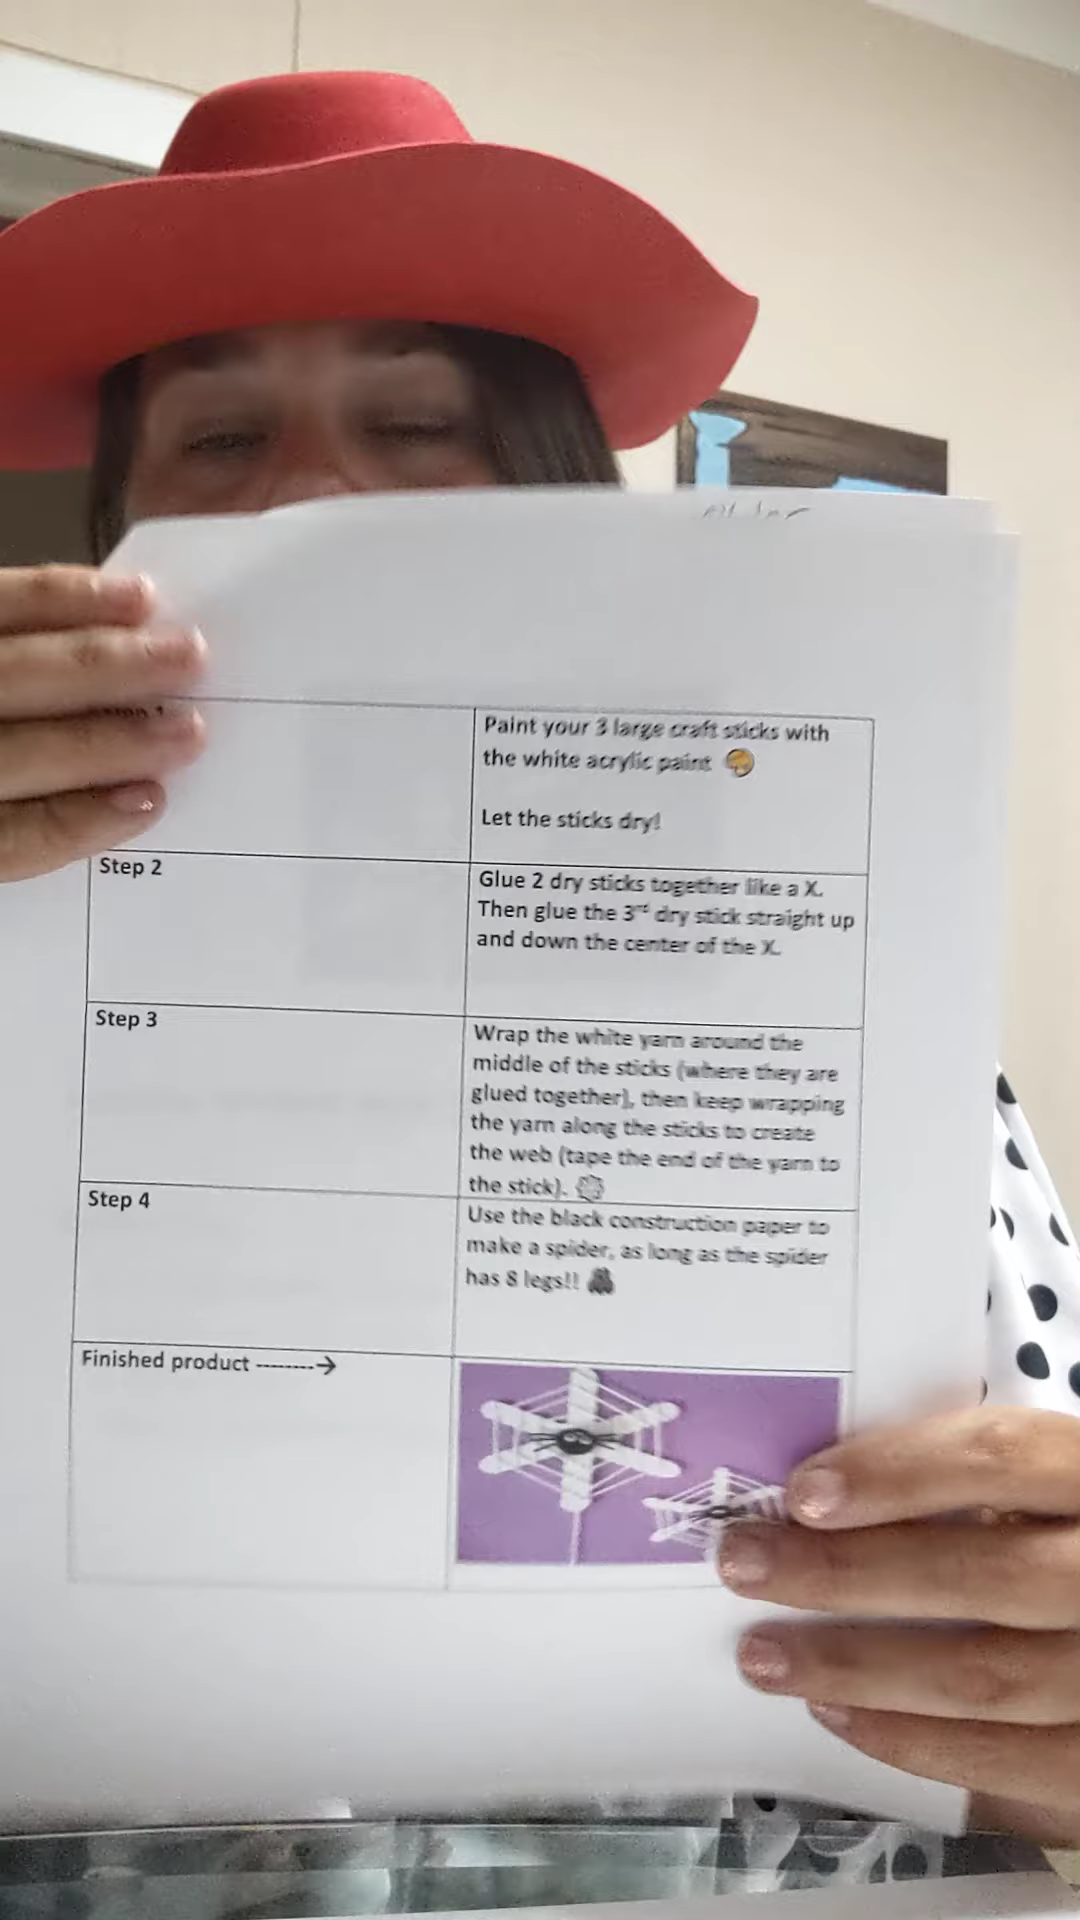 Paint your 3 large craft sticks with
the white acrylic paint
Let the sticks dry!
Step 2
Glue 2 dry sticks together like a X.
Then glue the 3rd dry stick straight up
and down the center of the X.
Step 3
Wrap the white yarn around the
middle of the sticks (where they are
glued together), then keep wrapping
the yarn along the sticks to create
the web (tape the end of the yarn to
the stick).
Step 4
Use the black construction paper to
make a spider, as long as the spider
has 8 legs!!
Finished product -------->